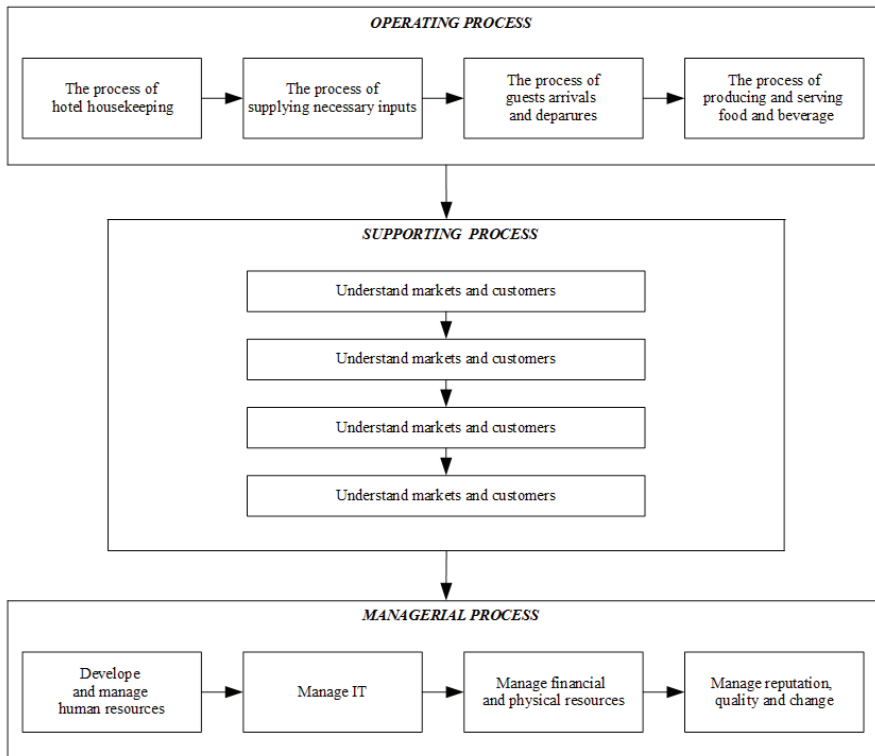 OPERATING PROCESS
The process of
hotel housekeeping
The process of
supplying necessary inputs
The process of
guests arrivals
and deparures
The process of
producing and serving
food and beverage
SUPPORTING PROCESS
Understand markets and customers
Understand markets and customers
Understand markets and customers
Understand markets and customers
MANAGERIAL PROCESS
Develope
and manage
human resources
Manage IT
Manage financial
and physical resources
Manage reputation,
quality and change